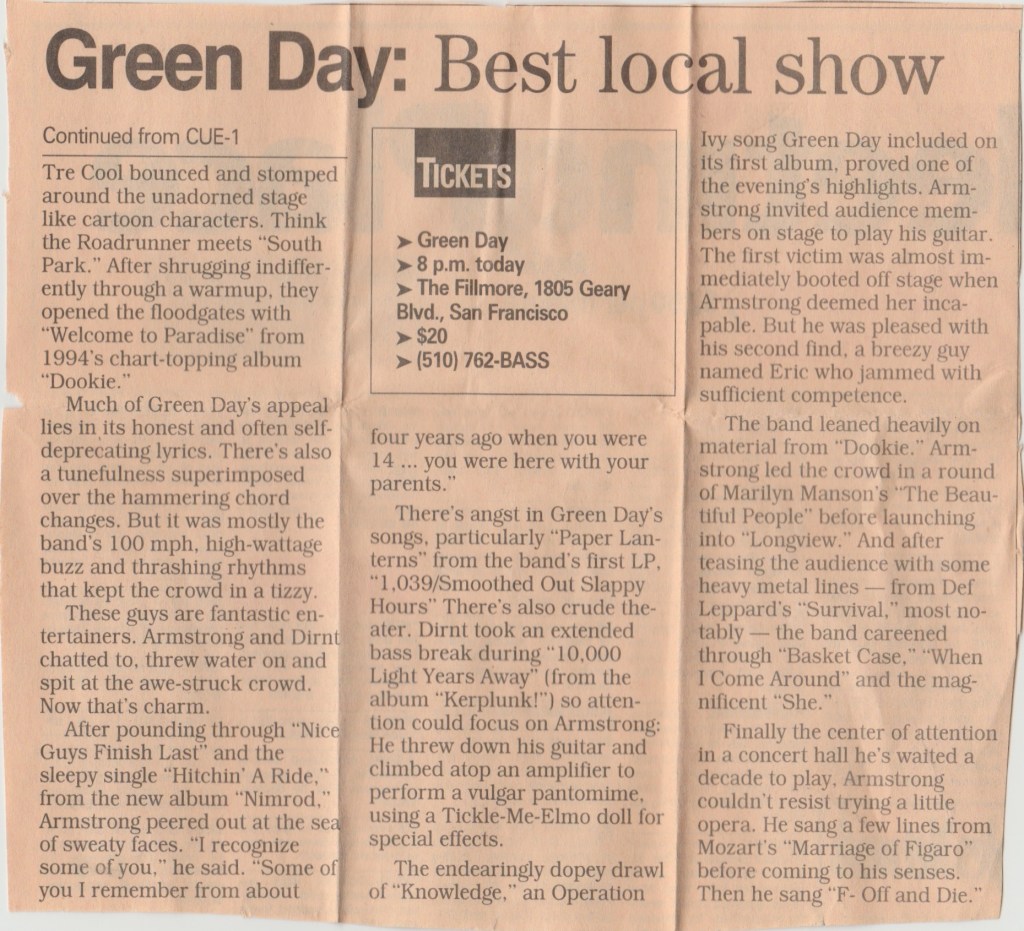 Green Day: Best local show
Continued from CUE-1
Tre Cool bounced and stomped
around the unadorned stage
like cartoon characters. Think
the Roadrunner meets “South
Park.” After shrugging indiffer-
ently through a warmup, they
opened the floodgates with
“Welcome to Paradise” from
1994’s chart-topping album
“Dookie.”
Much of Green Day’s appeal
lies in its honest and often self-
deprecating lyrics. There’s also
a tunefulness superimposed
over the hammering chord
changes. But it was mostly the
band’s 100 mph, high-wattage
buzz and thrashing rhythms
that kept the crowd in a tizzy.
These guys are fantastic en-
tertainers. Armstrong and Dirnt
chatted to, threw water on and
spit at the awe-struck crowd.
Now that’s charm.
After pounding through “Nice
Guys Finish Last” and the
sleepy single “Hitchin’ A Ride,”
from the new album “Nimrod,”
Armstrong peered out at the sea
of sweaty faces. “I recognize
some of you,” he said. “Some of
you I remember from about
TICKETS
➤ Green Day
➤ 8 p.m. today
➤ The Fillmore, 1805 Geary
Blvd., San Francisco
➤ $20
➤ (510) 762-BASS
four years ago when you were
14 ... you were here with your
parents.”
There’s angst in Green Day’s
songs, particularly “Paper Lan-
terns” from the band’s first LP,
“1,039/Smoothed Out Slappy
Hours” There’s also crude the-
ater. Dirnt took an extended
bass break during “10,000
Light Years Away” (from the
album “Kerplunk!”) so atten-
tion could focus on Armstrong:
He threw down his guitar and
climbed atop an amplifier to
perform a vulgar pantomime,
using a Tickle-Me-Elmo doll for
special effects.
The endearingly dopey drawl
of “Knowledge,” an Operation
Ivy song Green Day included on
its first album, proved one of
the evening’s highlights. Arm-
strong invited audience mem-
bers on stage to play his guitar.
The first victim was almost im-
mediately booted off stage when
Armstrong deemed her inca-
pable. But he was pleased with
his second find, a breezy guy
named Eric who jammed with
sufficient competence.
The band leaned heavily on
material from “Dookie.” Arm-
strong led the crowd in a round
of Marilyn Manson’s “The Beau-
tiful People” before launching
into “Longview.” And after
teasing the audience with some
heavy metal lines — from Def
Leppard’s “Survival,” most no-
tably — the band careened
through “Basket Case,” “When
I Come Around” and the mag-
nificent “She.”
Finally the center of attention
in a concert hall he’s waited a
decade to play, Armstrong
couldn’t resist trying a little
opera. He sang a few lines from
Mozart’s “Marriage of Figaro”
before coming to his senses.
Then he sang “F- Off and Die.”